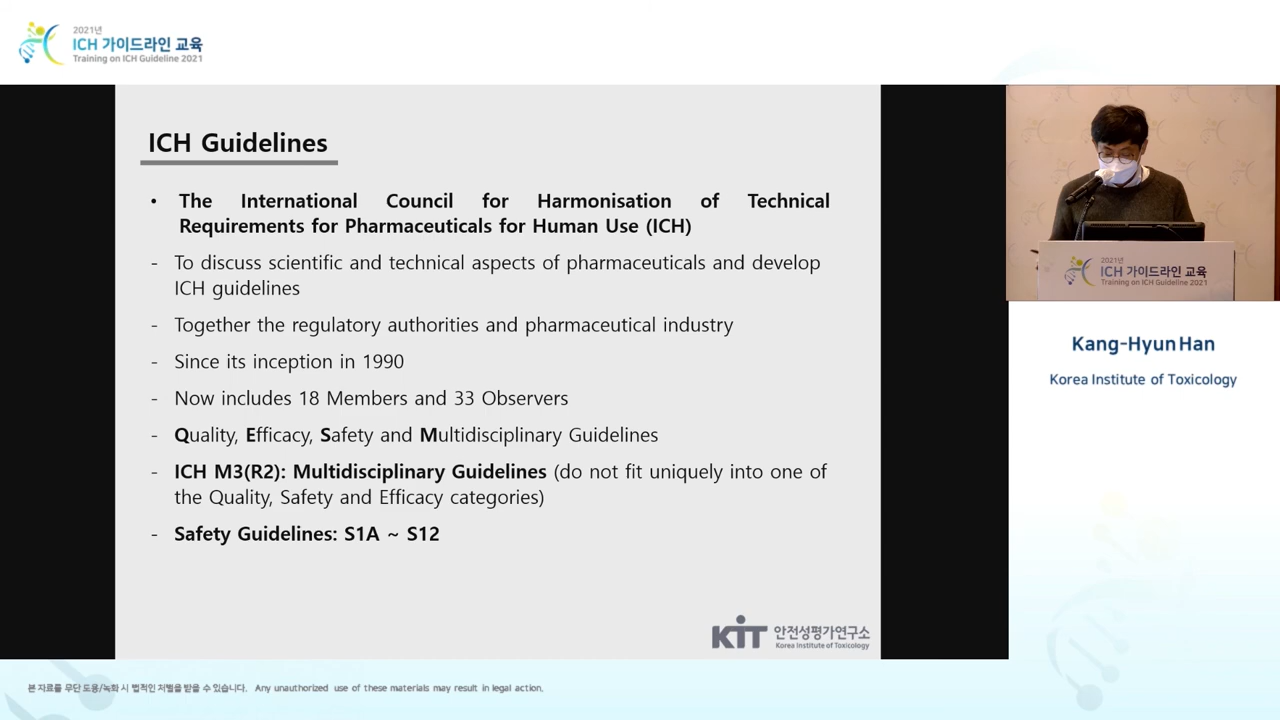 2021년
ICH 가이드라인 교육
Training on ICH Guideline 2021
ICH Guidelines
• The International Council for Harmonisation of Technical
Requirements for Pharmaceuticals for Human Use (ICH)
- To discuss scientific and technical aspects of pharmaceuticals and develop
ICH guidelines
- Together the regulatory authorities and pharmaceutical industry
- Since its inception in 1990
- Now includes 18 Members and 33 Observers
- Quality, Efficacy, Safety and Multidisciplinary Guidelines
- ICH M3(R2): Multidisciplinary Guidelines (do not fit uniquely into one of
the Quality, Safety and Efficacy categories)
- Safety Guidelines: S1A ~ S12
KIT 안전성평가연구소
Korea Institute of Toxicology
2021년
ICH 가이드라인 교육
Training on ICH Guideline 2021
Kang-Hyun Han
Korea Institute of Toxicology
본 자료를 무단 도용/녹화 시 법적인 처벌을 받을 수 있습니다. Any unauthorized use of these materials may result in legal action.